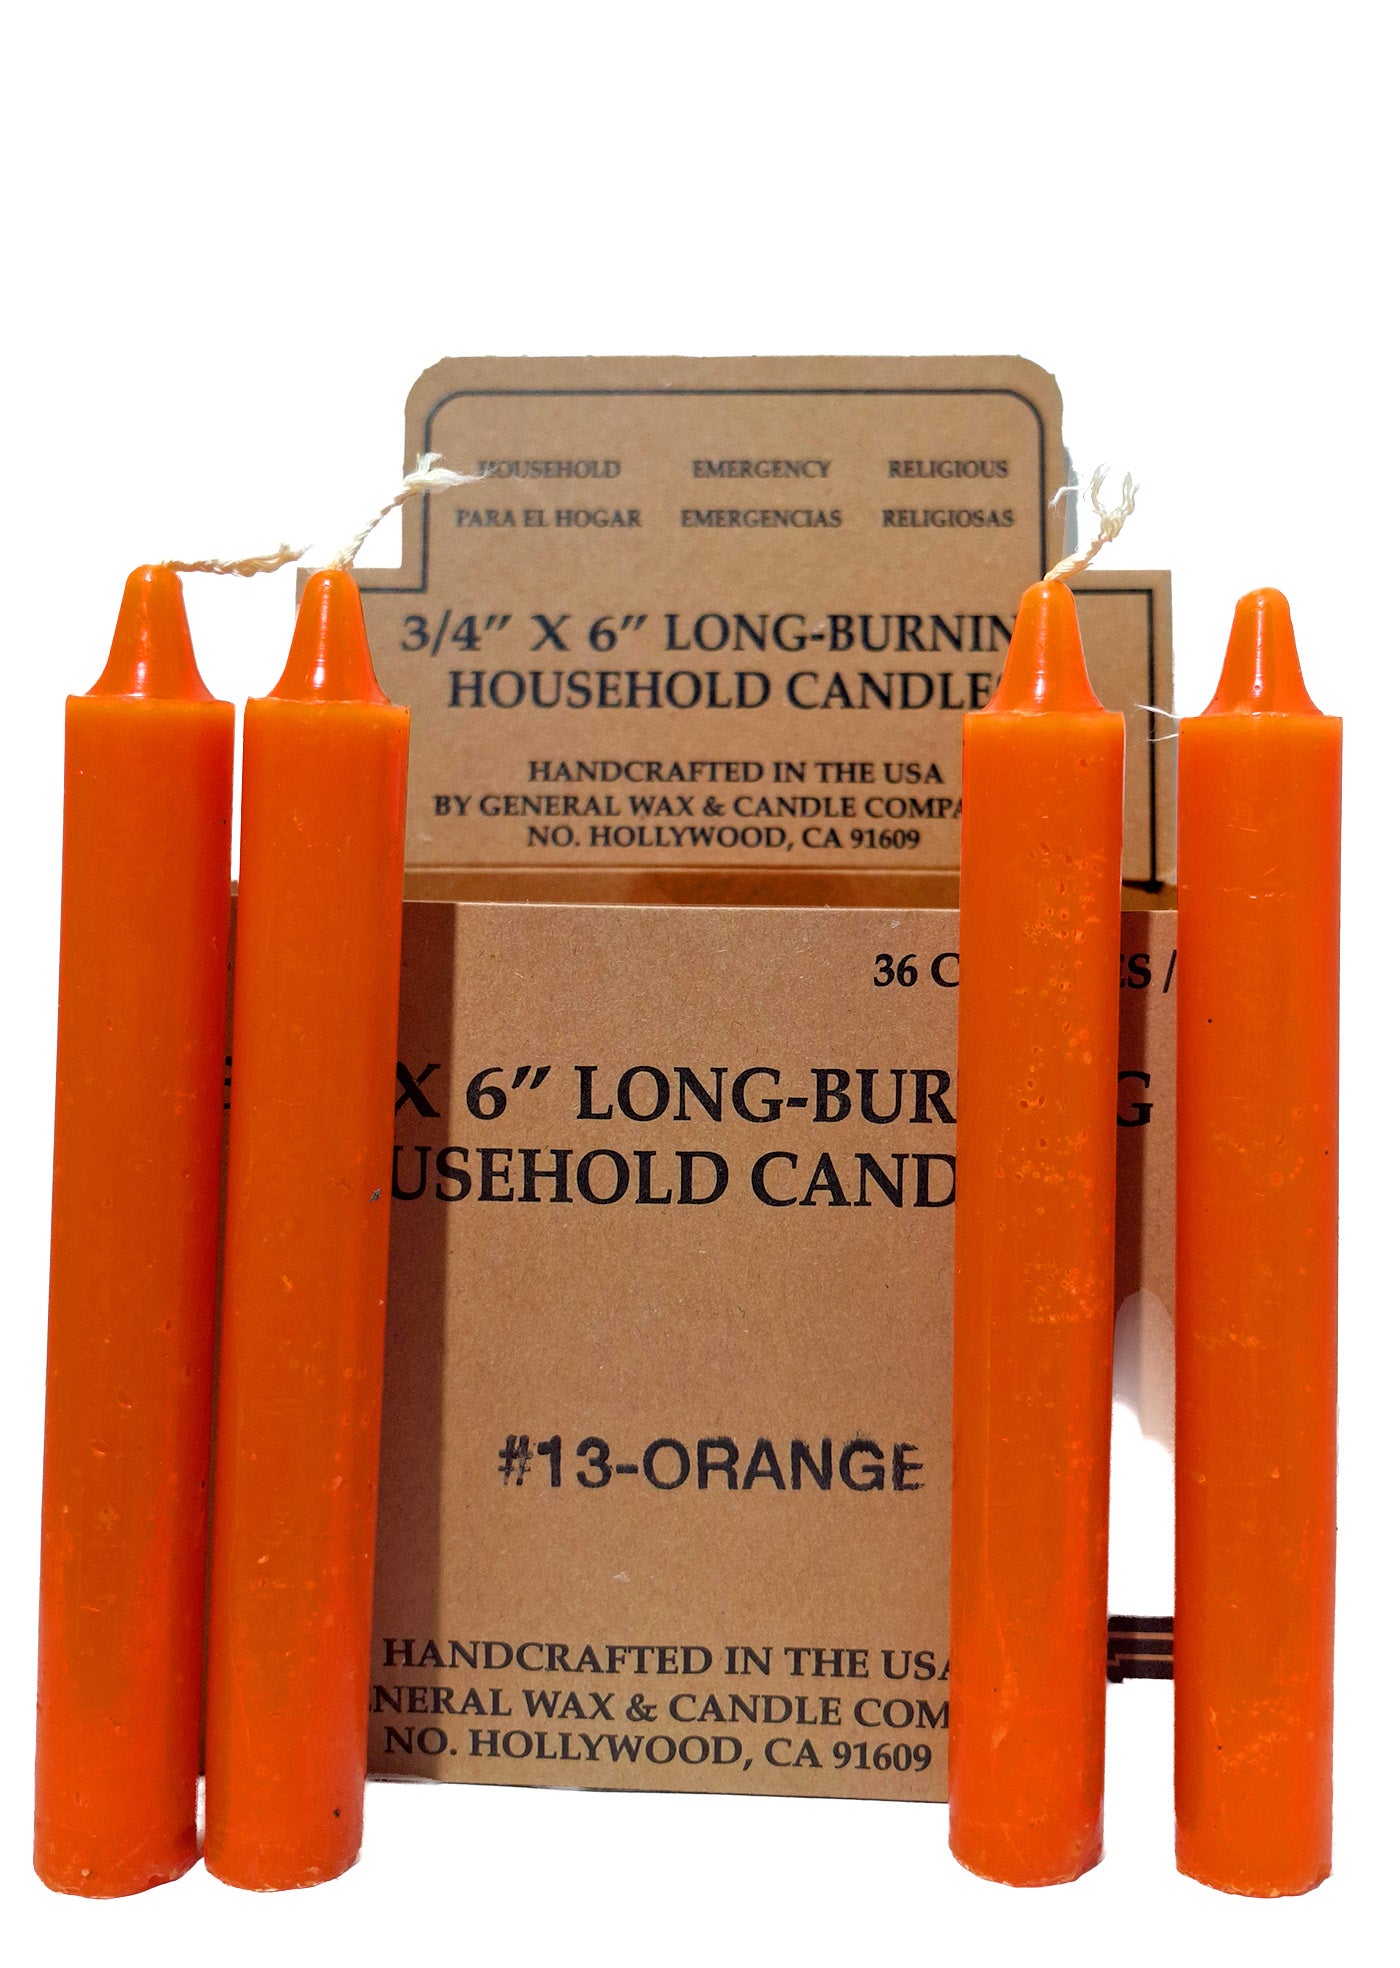 HOUSEHOLD EMERGENCY RELIGIOUS
PARA EL HOGAR EMERGENCIAS RELIGIOSAS
3/4" X 6" LONG-BURNIN
HOUSEHOLD CANDLE
HANDCRAFTED IN THE USA
BY GENERAL WAX & CANDLE COMPA
NO. HOLLYWOOD, CA 91609
36 C ES /
X 6" LONG-BUR G
USEHOLD CAND
#13-ORANGE
HANDCRAFTED IN THE USA
NERAL WAX & CANDLE COM
NO. HOLLYWOOD, CA 91609